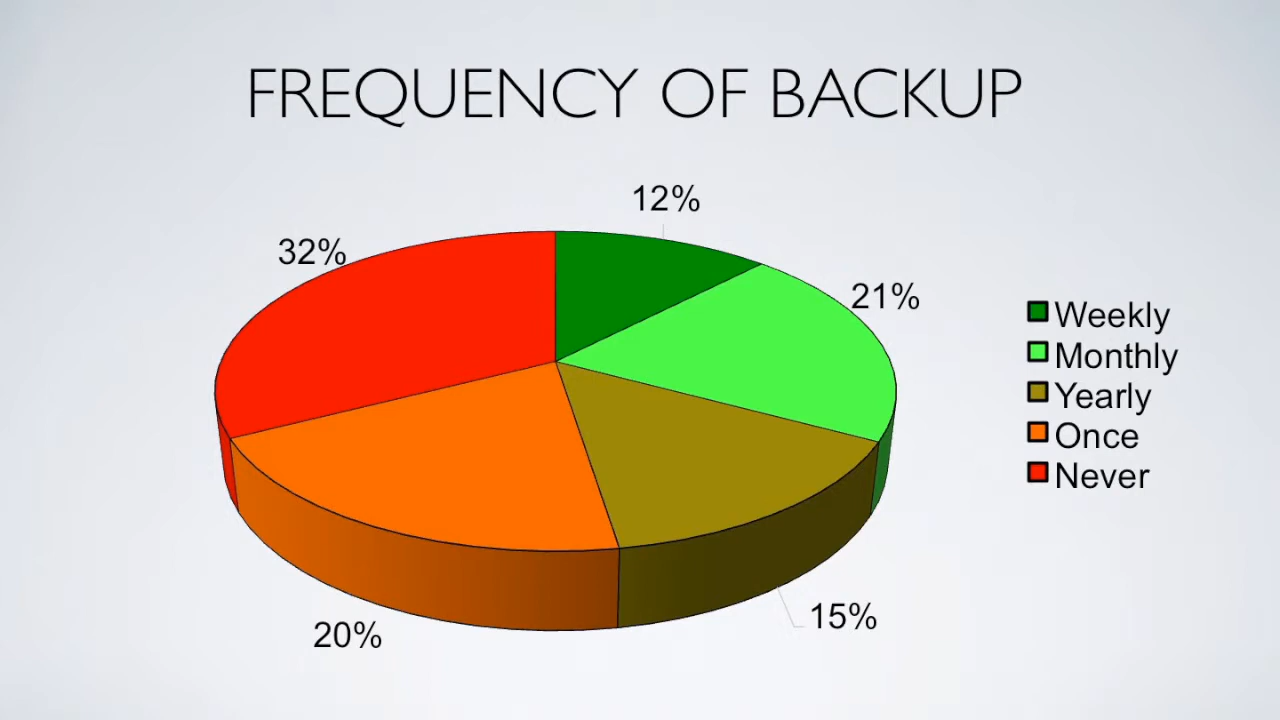 FREQUENCY OF BACKUP
12%
32%
21%
Weekly
Monthly
Yearly
Once
Never
15%
20%